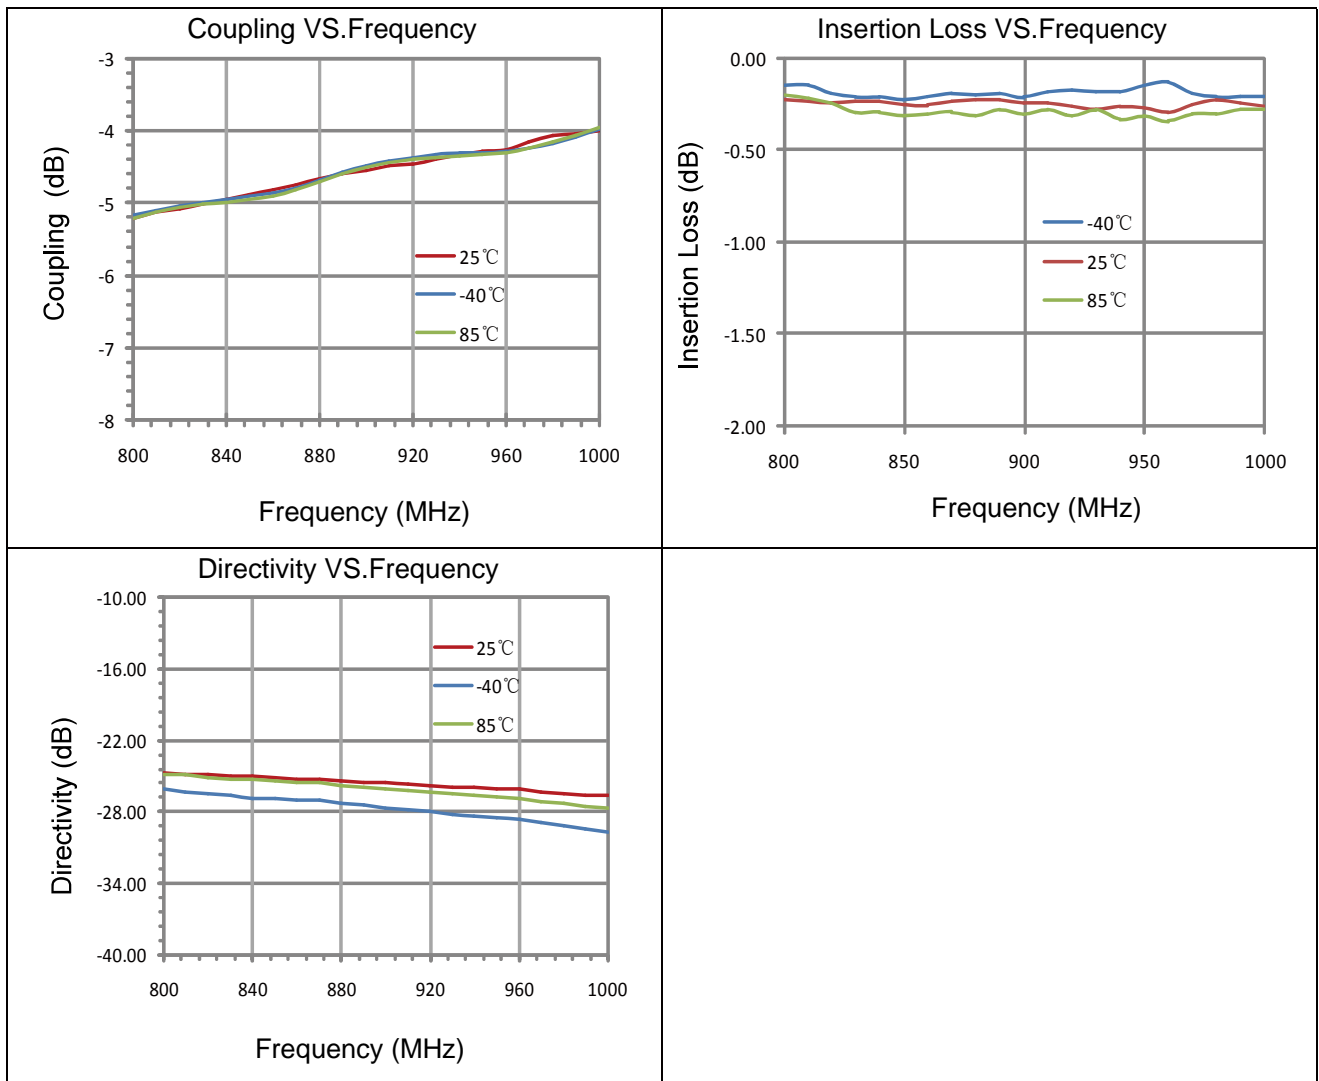 Coupling VS.Frequency
-3
-4
-5
-6
-7
-8
Coupling (dB)
25℃
-40℃
85℃
800 840 880 920 960 1000
Frequency (MHz)
Insertion Loss VS.Frequency
0.00
-0.50
-1.00
-1.50
-2.00
Insertion Loss (dB)
-40℃
25℃
85℃
800 850 900 950 1000
Frequency (MHz)
Directivity VS.Frequency
-10.00
-16.00
-22.00
-28.00
-34.00
-40.00
Directivity (dB)
25℃
-40℃
85℃
800 840 880 920 960 1000
Frequency (MHz)